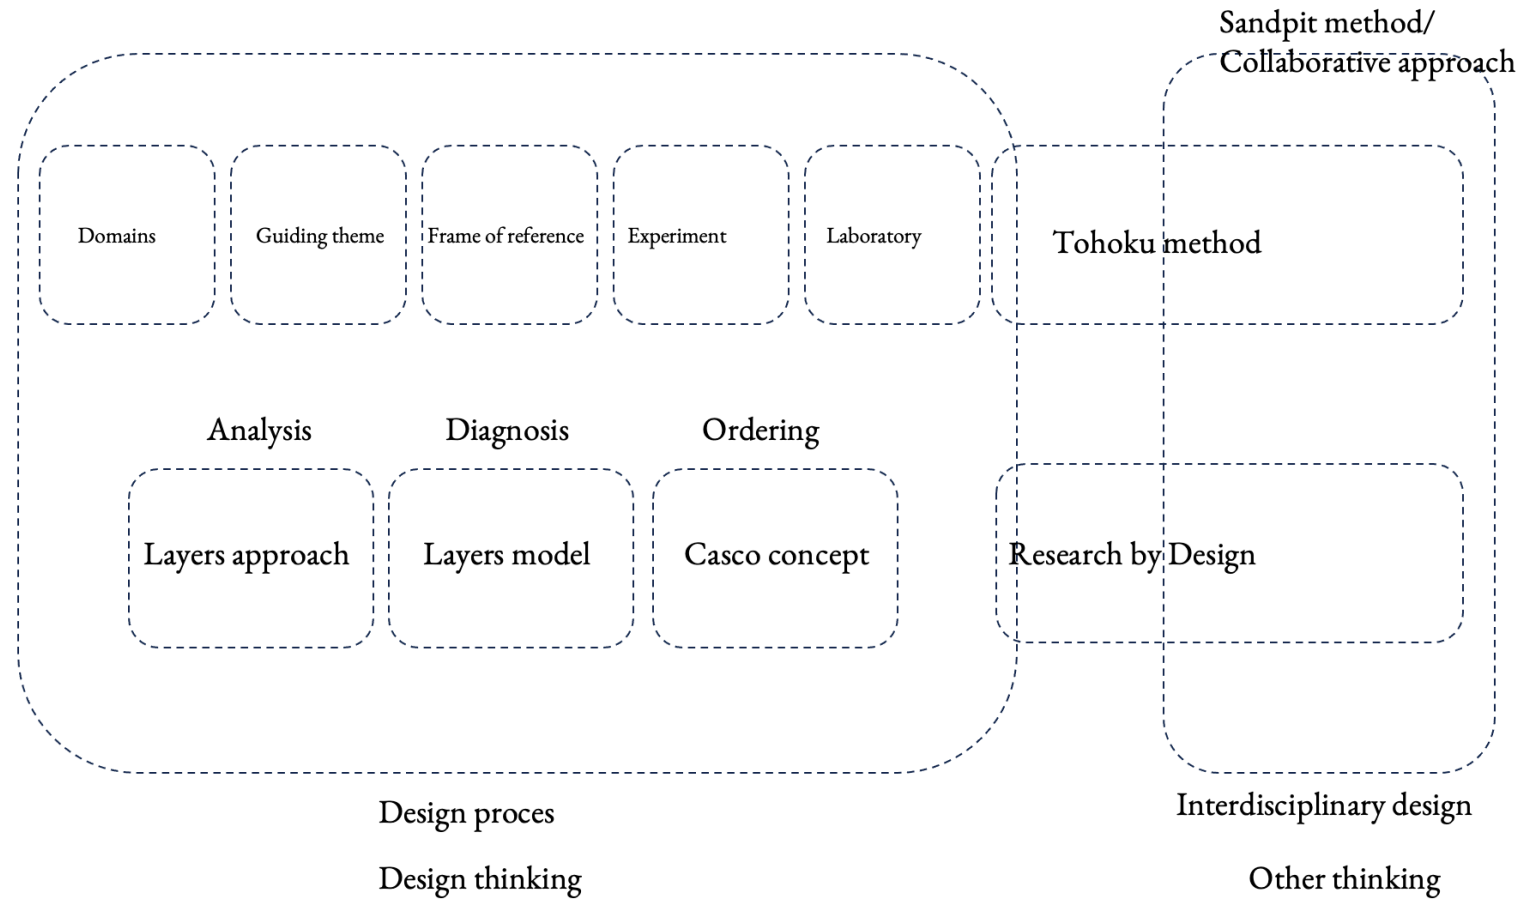 Sandpit method/
Collaborative approach
Domains
Guiding theme
Frame of reference
Experiment
Laboratory
Tohoku method
Analysis
Diagnosis
Ordering
Layers approach
Layers model
Casco concept
Research by Design
Design proces
Interdisciplinary design
Design thinking
Other thinking